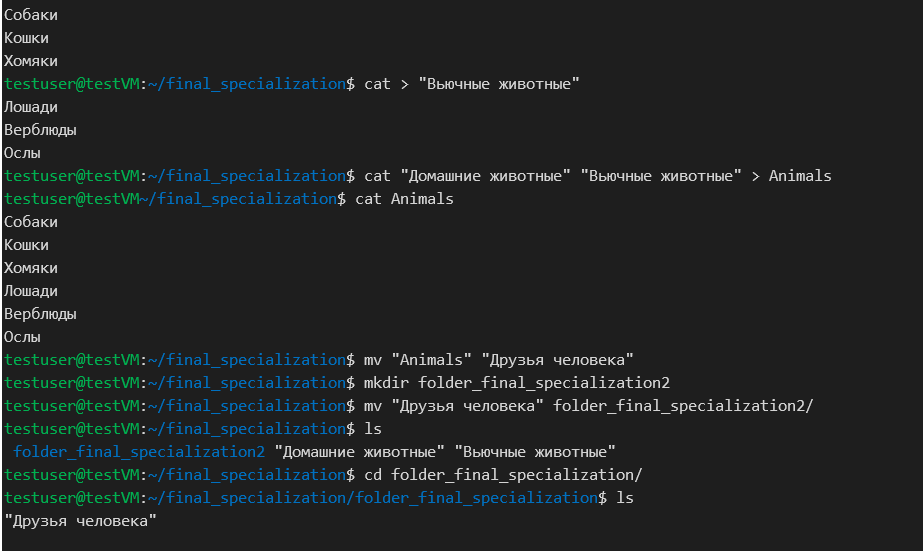 Собаки
Кошки
Хомяки
testuser@testVM:~/final_specialization$ cat > "Вьючные животные"
Лошади
Верблюды
Ослы
testuser@testVM:~/final_specialization$ cat "Домашние животные" "Вьючные животные" > Animals
testuser@testVM~/final_specialization$ cat Animals
Собаки
Кошки
Хомяки
Лошади
Верблюды
Ослы
testuser@testVM:~/final_specialization$ mv "Animals" "Друзья человека"
testuser@testVM:~/final_specialization$ mkdir folder_final_specialization2
testuser@testVM:~/final_specialization$ mv "Друзья человека" folder_final_specialization2/
testuser@testVM:~/final_specialization$ ls
folder_final_specialization2 "Домашние животные" "Вьючные животные"
testuser@testVM:~/final_specialization$ cd folder_final_specialization/
testuser@testVM:~/final_specialization/folder_final_specialization$ ls
"Друзья человека"